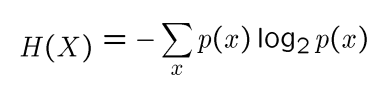 H(X) = −∑ₓ p(x) log₂ p(x)